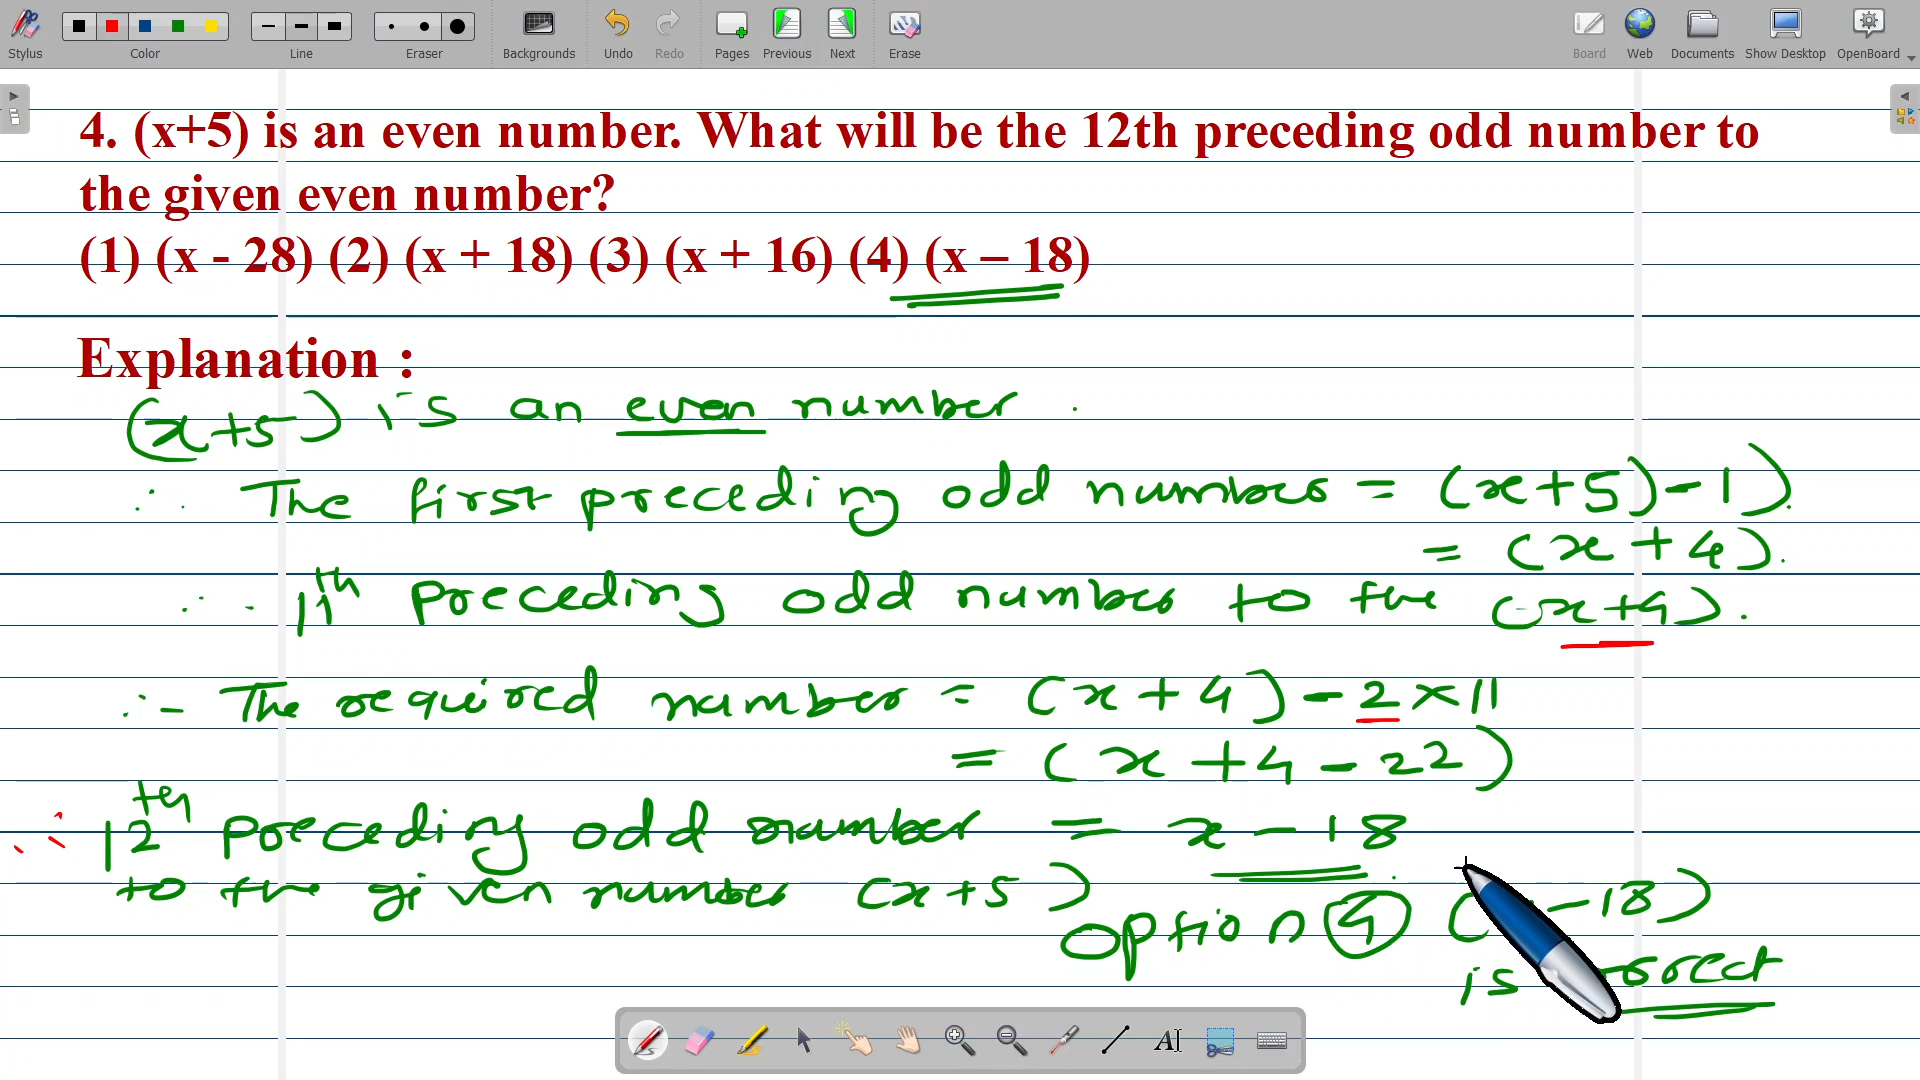 Stylus Color Line Eraser Backgrounds Undo Redo Pages Previous Next Erase Board Web Documents Show Desktop OpenBoard
4. (x+5) is an even number. What will be the 12th preceding odd number to
the given even number?
(1) (x - 28) (2) (x + 18) (3) (x + 16) (4) (x – 18)
Explanation :
(x+5) is an even number.
∴ The first preceding odd number = (x+5)-1)
= (x+4).
∴ 11th preceding odd number to the (x+4).
∴ The required number = (x+4)-2×11
= (x+4-22)
∴ 12th preceding odd number = x-18
to the given number (x+5)
option 4 ( -18)
is
AI